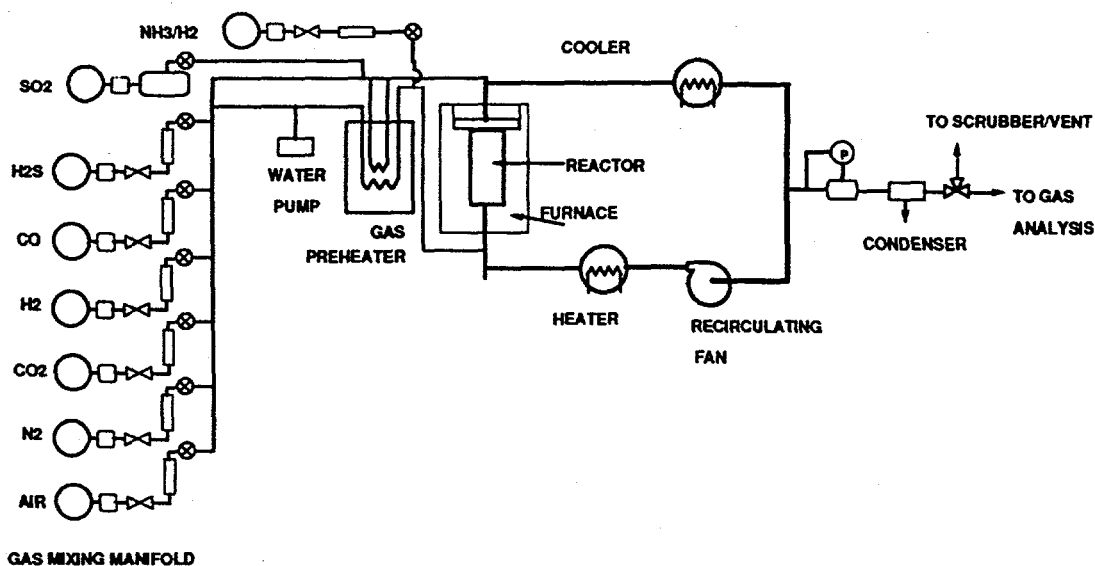 NH3/H2
COOLER
SO2
TO SCRUBBER/VENT
P
H2S
WATER
PUMP
REACTOR
FURNACE
TO GAS
ANALYSIS
GAS
PREHEATER
CONDENSER
CO
H2
HEATER
RECIRCULATING
FAN
CO2
N2
AIR
GAS MIXING MANIFOLD